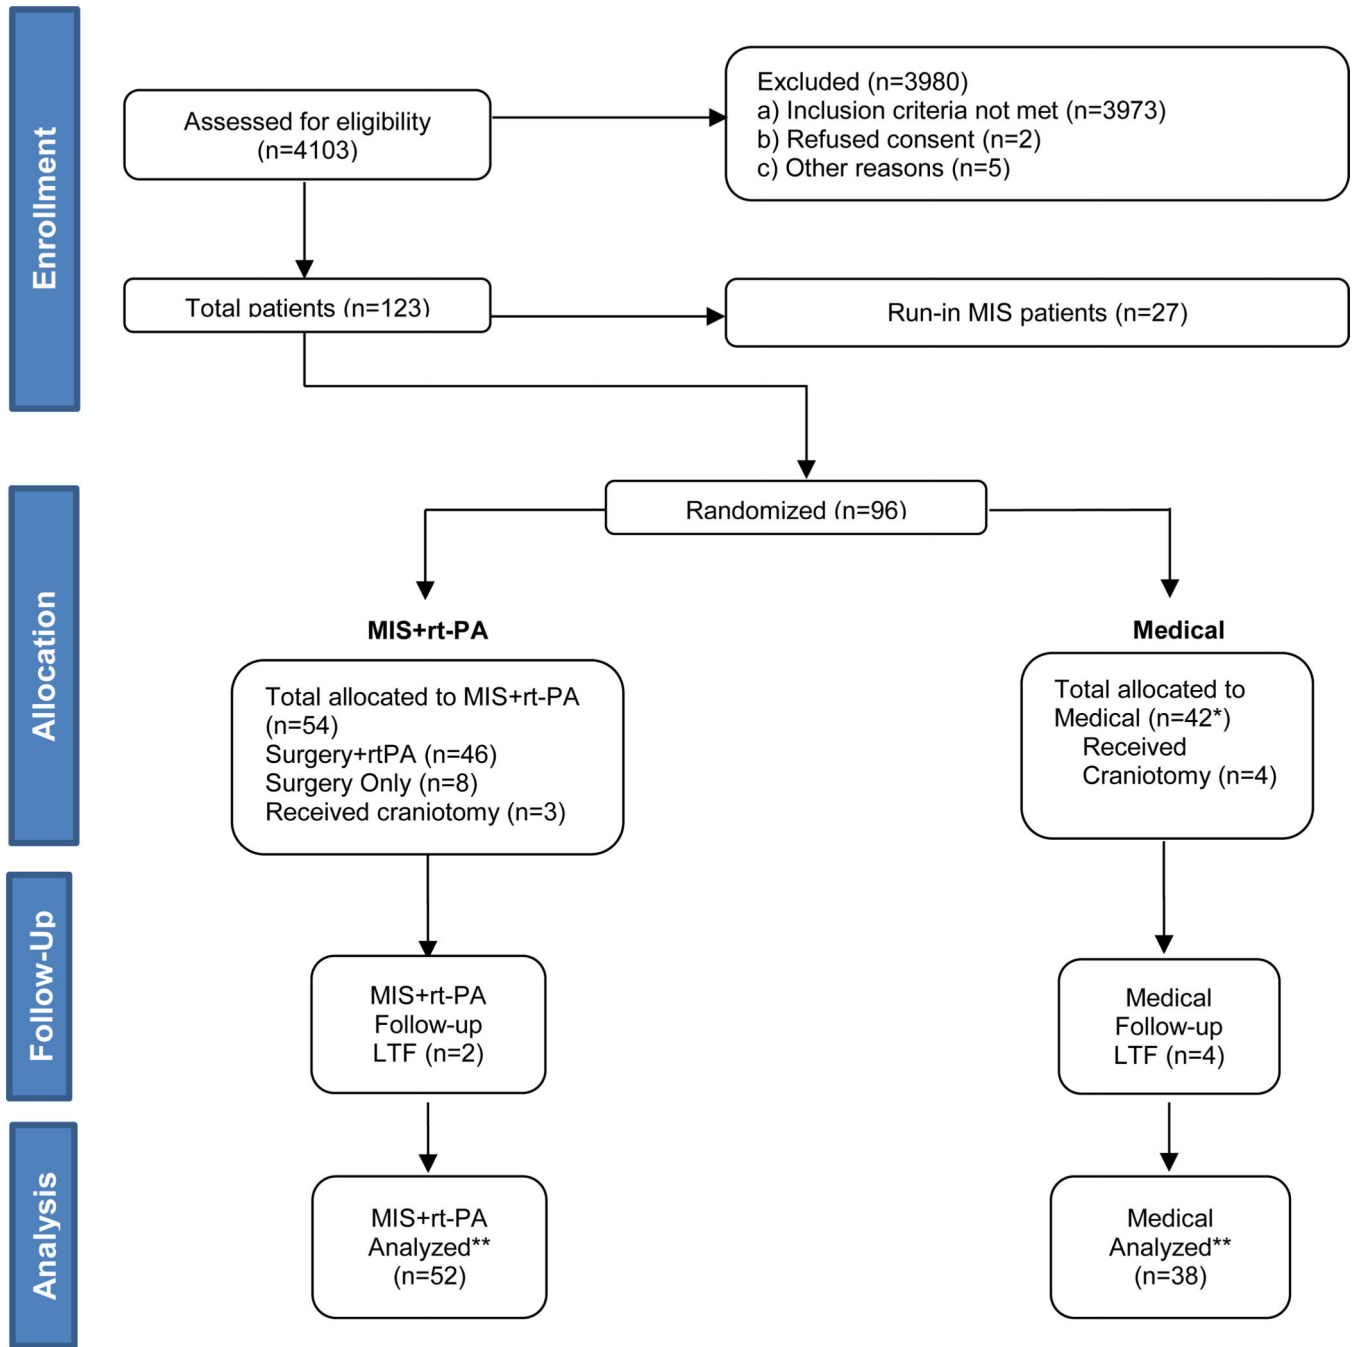 Enrollment
Assessed for eligibility
(n=4103)
Excluded (n=3980)
a) Inclusion criteria not met (n=3973)
b) Refused consent (n=2)
c) Other reasons (n=5)
Total patients (n=123)
Run-in MIS patients (n=27)
Randomized (n=96)
Allocation
MIS+rt-PA
Total allocated to MIS+rt-PA
(n=54)
Surgery+rtPA (n=46)
Surgery Only (n=8)
Received craniotomy (n=3)
Medical
Total allocated to
Medical (n=42*)
Received
Craniotomy (n=4)
Follow-Up
MIS+rt-PA
Follow-up
LTF (n=2)
Medical
Follow-up
LTF (n=4)
Analysis
MIS+rt-PA
Analyzed**
(n=52)
Medical
Analyzed**
(n=38)